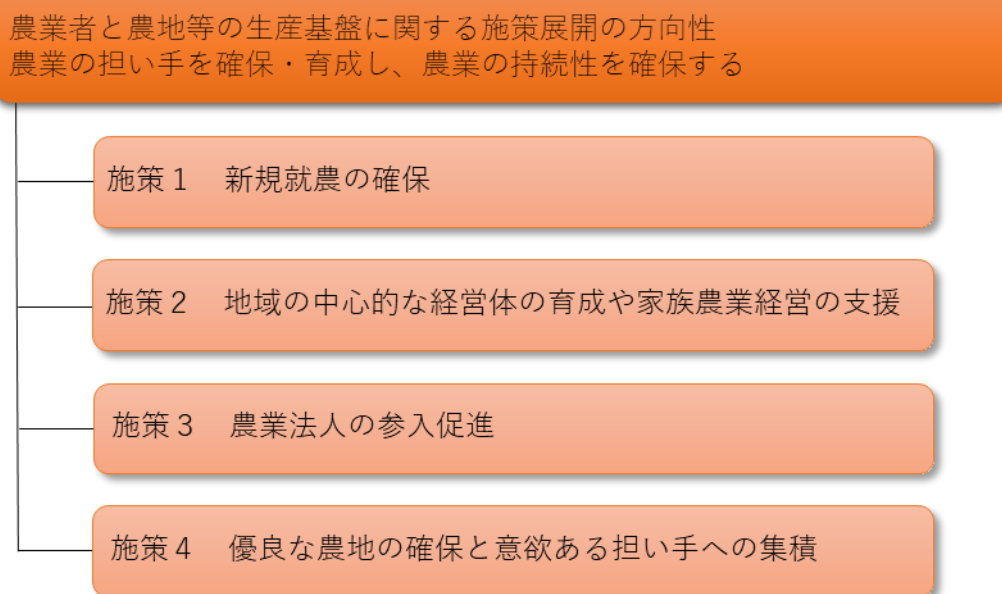 農業者と農地等の生産基盤に関する施策展開の方向性
農業の担い手を確保・育成し、農業の持続性を確保する
施策１　新規就農の確保
施策２　地域の中心的な経営体の育成や家族農業経営の支援
施策３　農業法人の参入促進
施策４　優良な農地の確保と意欲ある担い手への集積